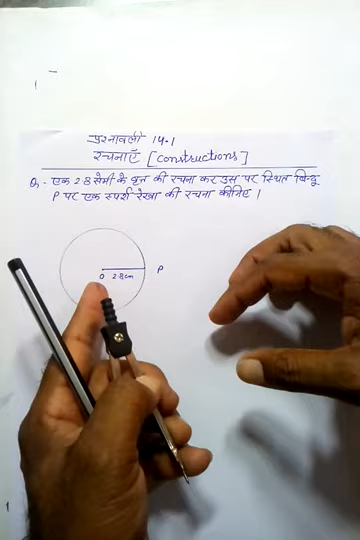 प्रश्नावली 14.1
रचनाएँ [Constructions]
Q:- एक 2.8 सेमी के वृत्त की रचना कर उस पर स्थित बिन्दू
P पर एक स्पर्श रेखा की रचना कीजिए ।
P
O 2.8cm